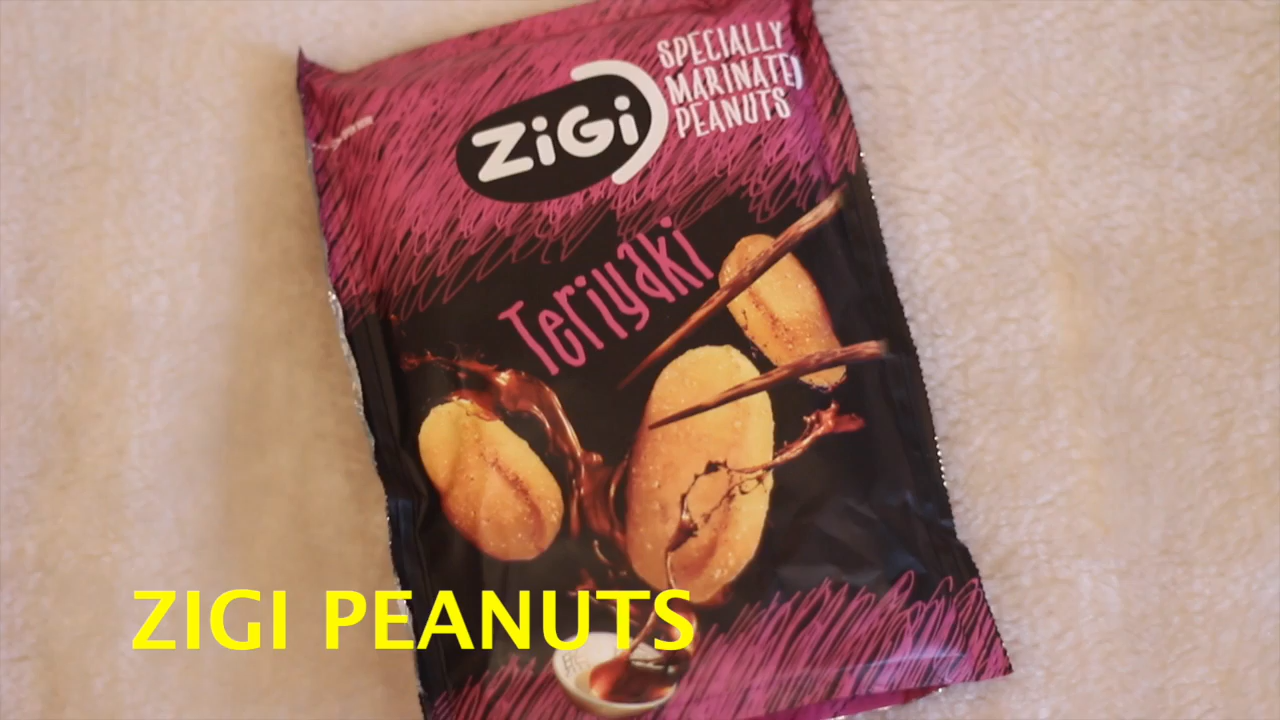 ZiGi
SPECIALLY
MARINATED
PEANUTS
Teriyaki
ZIGI PEANUTS